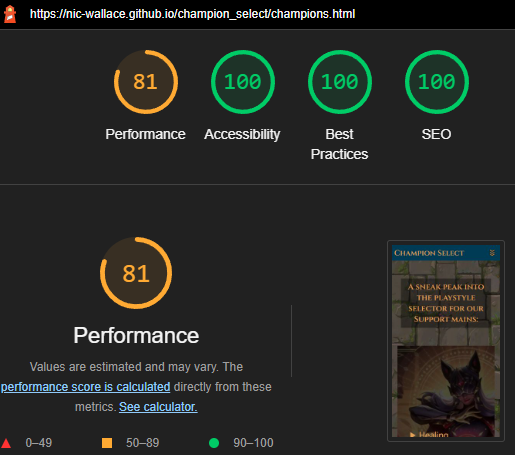 https://nic-wallace.github.io/champion_select/champions.html
81
100
100
100
Performance
Accessibility
Best
Practices
SEO
81
Performance
Values are estimated and may vary. The
performance score is calculated directly from these
metrics. See calculator.
0–49
50–89
90–100
Champion Select
A sneak peak into
the playstyle
selector for our
Support mains:
Healing